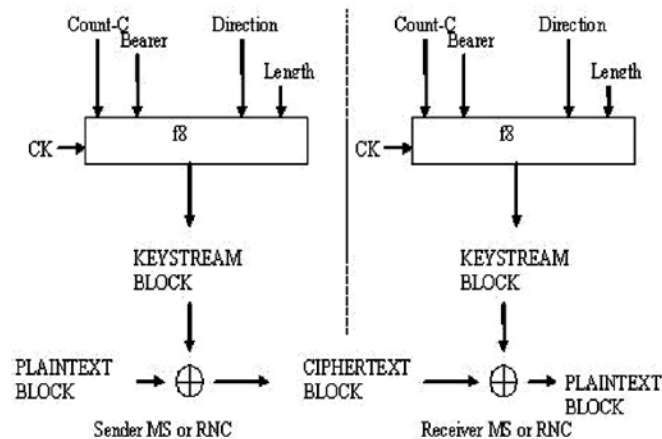 Count-C
Bearer
Direction
Length
f8
CK
KEYSTREAM
BLOCK
PLAINTEXT
BLOCK
Sender MS or RNC
CIPHERTEXT
BLOCK
Count-C
Bearer
Direction
Length
f8
CK
KEYSTREAM
BLOCK
PLAINTEXT
BLOCK
Receiver MS or RNC